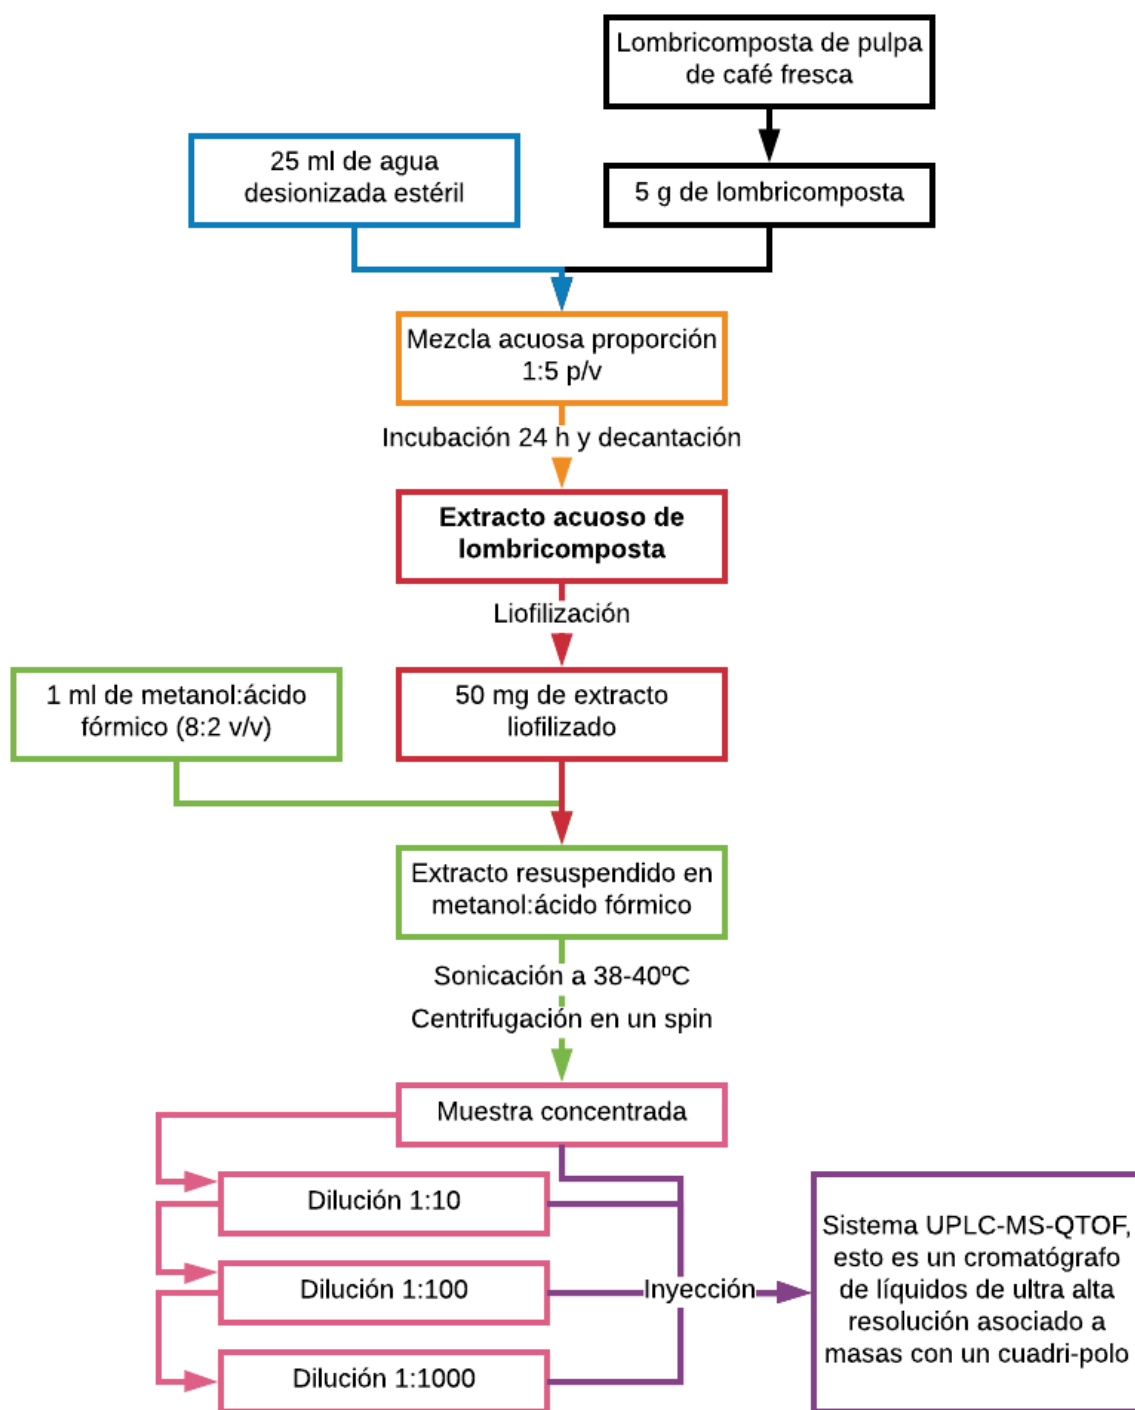 Lombricomposta de pulpa
de café fresca
25 ml de agua
desionizada estéril
5 g de lombricomposta
Mezcla acuosa proporción
1:5 p/v
Incubación 24 h y decantación
Extracto acuoso de
lombricomposta
Liofilización
1 ml de metanol:ácido
fórmico (8:2 v/v)
50 mg de extracto
liofilizado
Extracto resuspendido en
metanol:ácido fórmico
Sonicación a 38-40ºC
Centrifugación en un spin
Muestra concentrada
Dilución 1:10
Dilución 1:100
Dilución 1:1000
Inyección
Sistema UPLC-MS-QTOF,
esto es un cromatógrafo
de líquidos de ultra alta
resolución asociado a
masas con un cuadri-polo